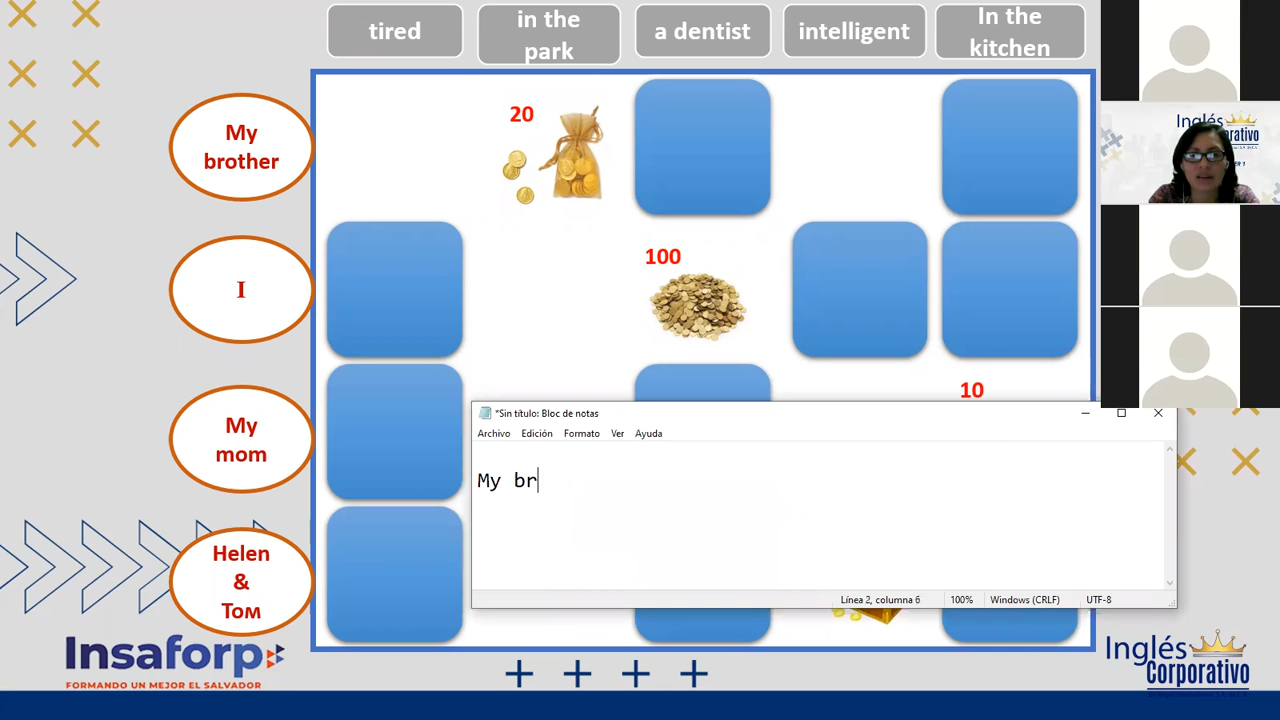 tired
in the
park
a dentist
intelligent
In the
kitchen
My
brother
20
I
100
My
mom
10
Helen
&
Tom
*Sin título: Bloc de notas
Archivo Edición Formato Ver Ayuda
My br
Línea 2, columna 6 100% Windows (CRLF) UTF-8
Insaforp
FORMANDO UN MEJOR EL SALVADOR
Inglés
Corporativo
Inglés